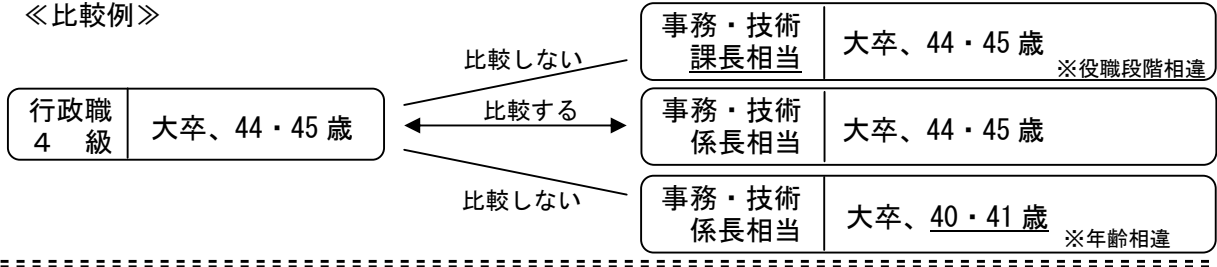 ≪比較例≫
事務・技術
課長相当
大卒、44・45 歳
※役職段階相違
比較しない
行政職
４　級
大卒、44・45 歳
比較する
事務・技術
係長相当
大卒、44・45 歳
比較しない
事務・技術
係長相当
大卒、40・41 歳
※年齢相違